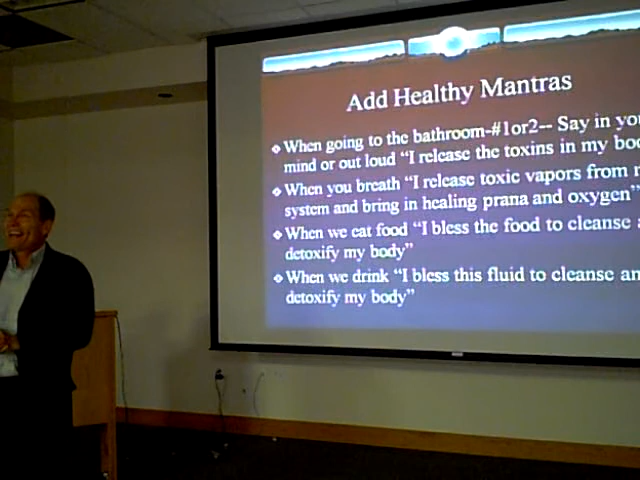 Add Healthy Mantras
When going to the bathroom-#1or2-- Say in
mind or out loud "I release the toxins in my
When you breath "I release toxic vapors from
system and bring in healing prana and oxygen"
When we eat food "I bless the food to cleanse
detoxify my body"
When we drink "I bless this fluid to cleanse
detoxify my body"